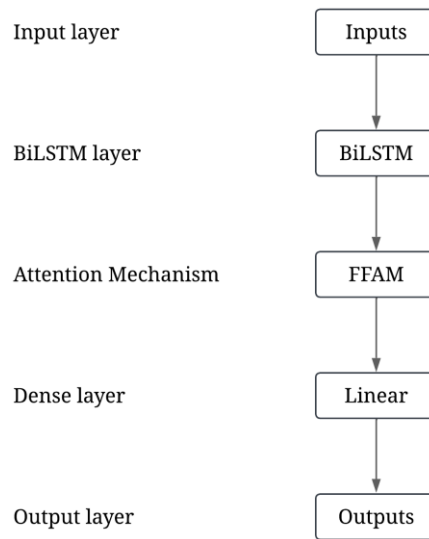 Input layer
Inputs
BiLSTM layer
BiLSTM
Attention Mechanism
FFAM
Dense layer
Linear
Output layer
Outputs